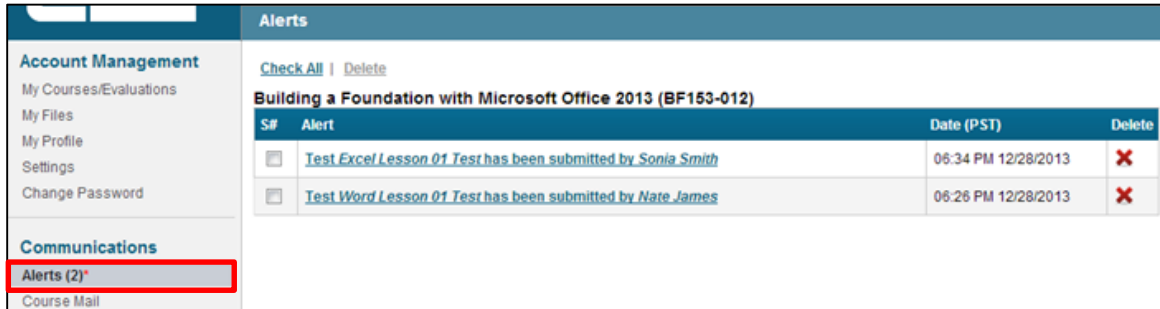 Alerts
Account Management
My Courses/Evaluations
My Files
My Profile
Settings
Change Password
Communications
Alerts (2)*
Course Mail
Check All | Delete
Building a Foundation with Microsoft Office 2013 (BF153-012)
S# Alert Date (PST) Delete
Test Excel Lesson 01 Test has been submitted by Sonia Smith 06:34 PM 12/28/2013
Test Word Lesson 01 Test has been submitted by Nate James 06:26 PM 12/28/2013